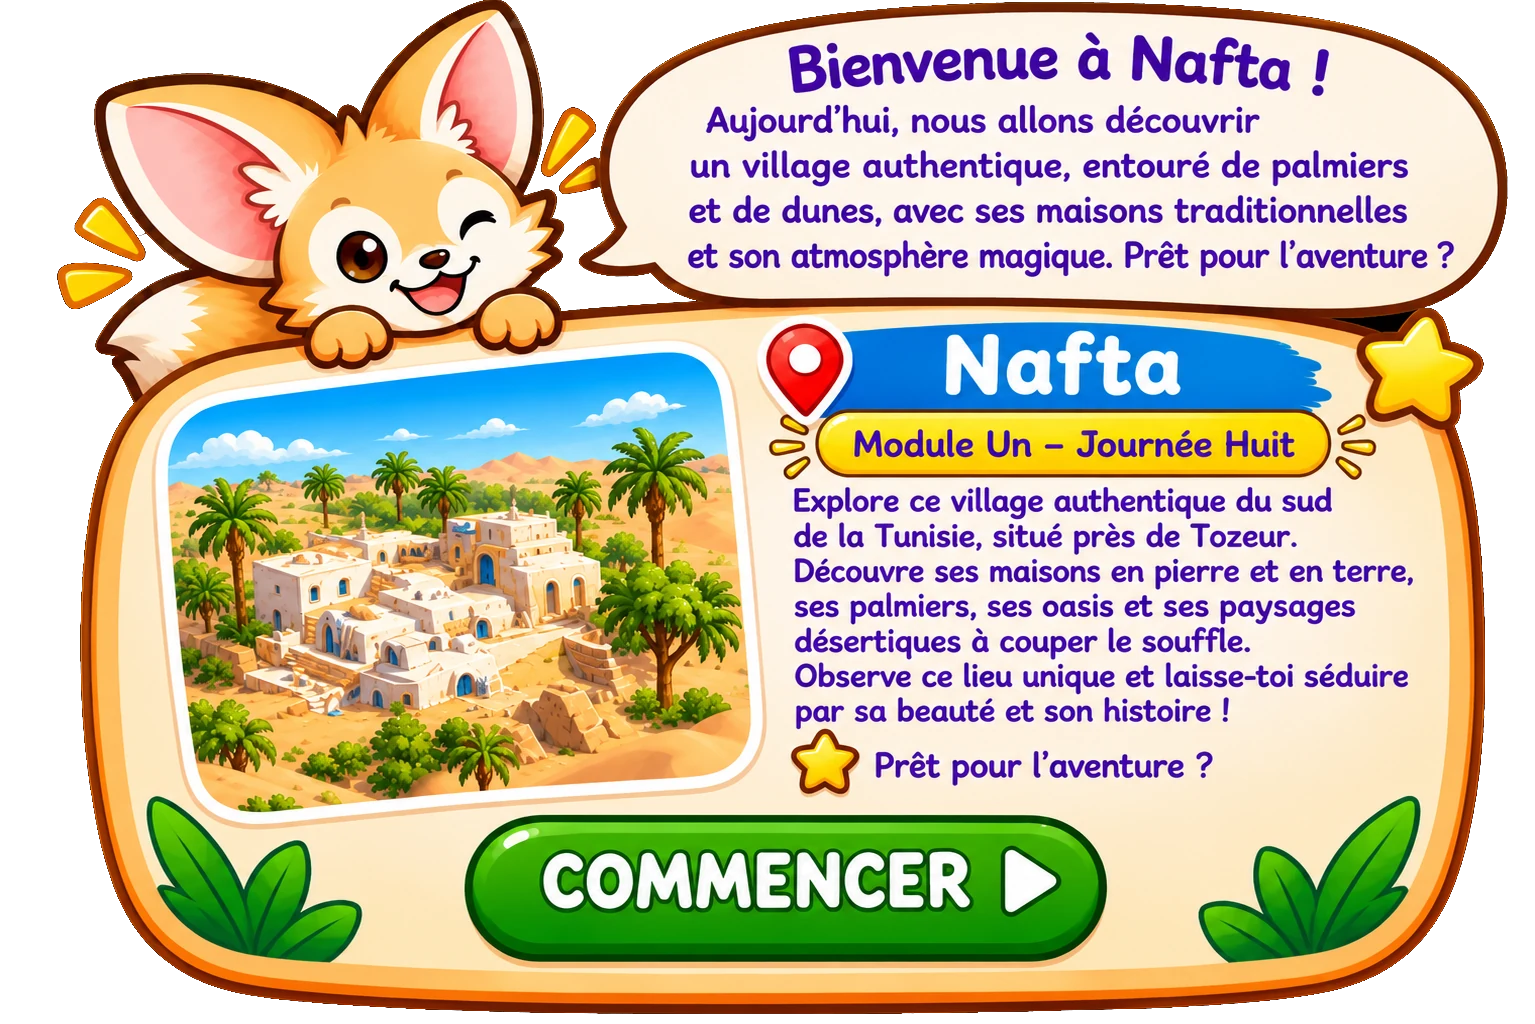 Bienvenue à Nafta !
Aujourd’hui, nous allons découvrir
un village authentique, entouré de palmiers
et de dunes, avec ses maisons traditionnelles
et son atmosphère magique. Prêt pour l’aventure ?
Nafta
Module Un – Journée Huit
Explore ce village authentique du sud
de la Tunisie, situé près de Tozeur.
Découvre ses maisons en pierre et en terre,
ses palmiers, ses oasis et ses paysages
désertiques à couper le souffle.
Observe ce lieu unique et laisse-toi séduire
par sa beauté et son histoire !
Prêt pour l’aventure ?
COMMENCER